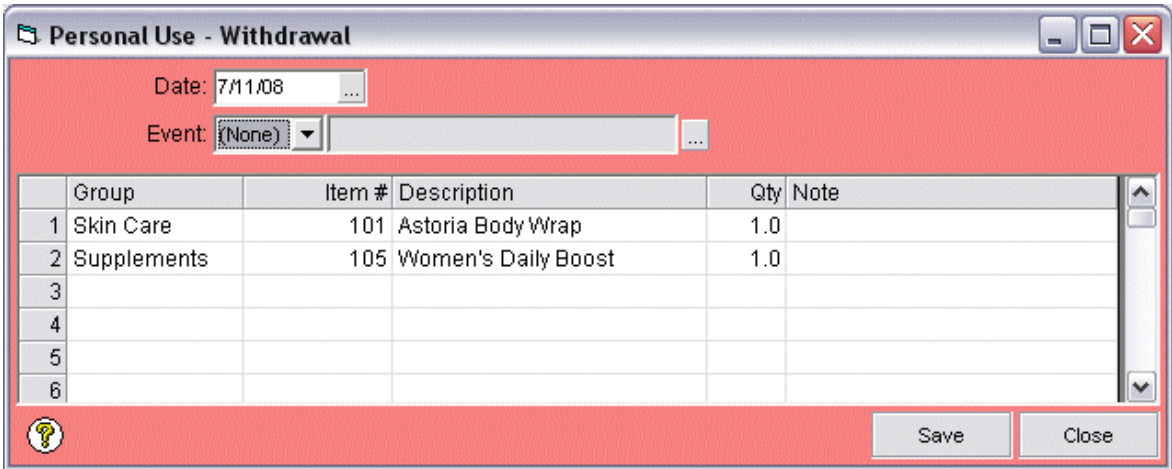 Personal Use - Withdrawal
Date: 7/11/08 ...
Event: (None) ...
Group Item # Description Qty Note
1 Skin Care 101 Astoria Body Wrap 1.0
2 Supplements 105 Women's Daily Boost 1.0
3
4
5
6
? Save Close